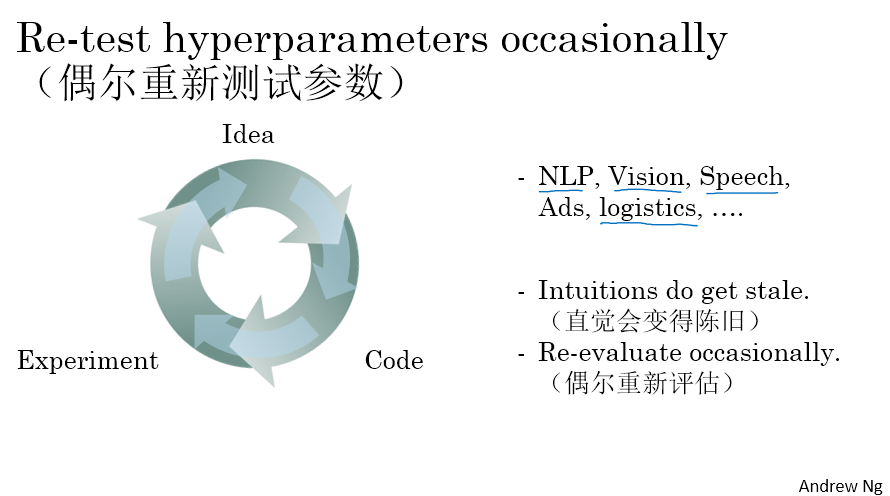 Re-test hyperparameters occasionally
（偶尔重新测试参数）
Idea
Experiment
Code
- NLP, Vision, Speech,
Ads, logistics, ....
- Intuitions do get stale.
（直觉会变得陈旧）
- Re-evaluate occasionally.
（偶尔重新评估）
Andrew Ng